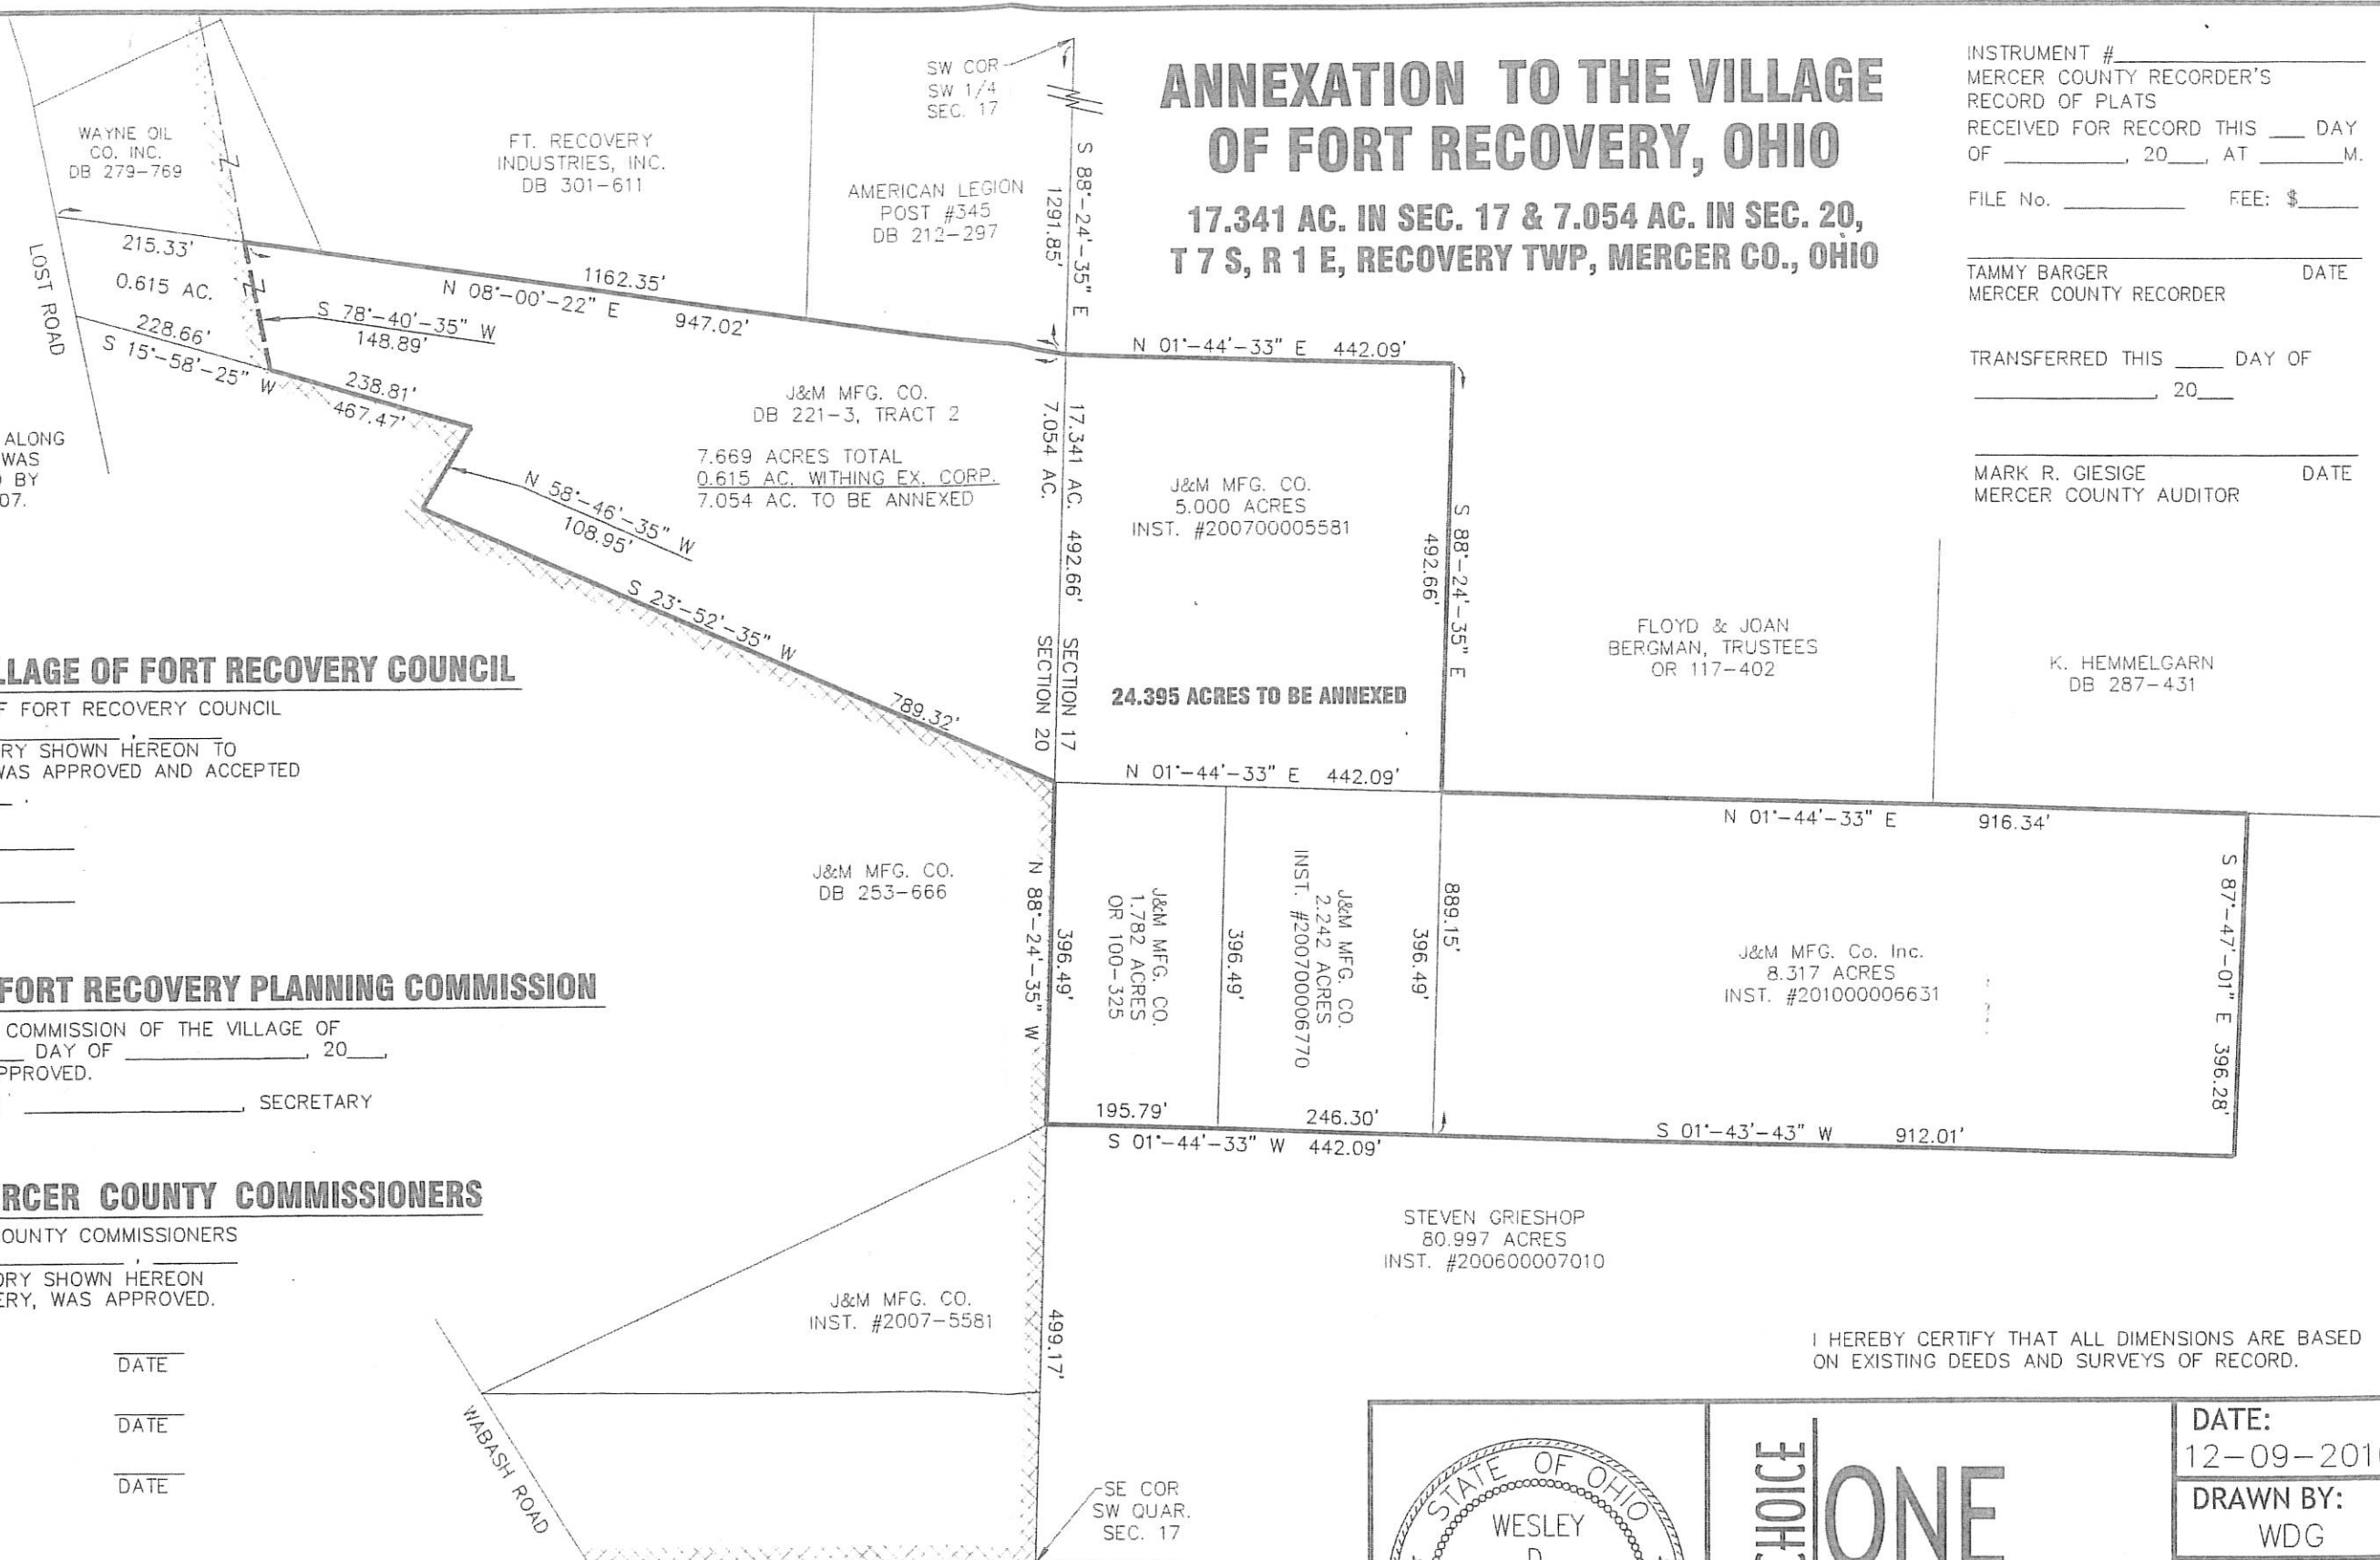 ANNEXATION TO THE VILLAGE
OF FORT RECOVERY, OHIO
17.341 AC. IN SEC. 17 & 7.054 AC. IN SEC. 20,
T 7 S, R 1 E, RECOVERY TWP, MERCER CO., OHIO
INSTRUMENT #
MERCER COUNTY RECORDER'S
RECORD OF PLATS
RECEIVED FOR RECORD THIS ___ DAY
OF ________, 20___, AT ______M.
FILE No. ________ FEE: $____
TAMMY BARGER DATE
MERCER COUNTY RECORDER
TRANSFERRED THIS ___ DAY OF
____________, 20___
MARK R. GIESIGE DATE
MERCER COUNTY AUDITOR
SW COR
SW 1/4
SEC. 17
WAYNE OIL
CO. INC.
DB 279-769
FT. RECOVERY
INDUSTRIES, INC.
DB 301-611
AMERICAN LEGION
POST #345
DB 212-297
S 88°-24'-35" E
1291.85'
LOST ROAD
215.33'
0.615 AC.
228.66'
S 15°-58'-25" W
S 78°-40'-35" W
148.89'
1162.35'
N 08°-00'-22" E
947.02'
238.81'
467.47'
N 01°-44'-33" E 442.09'
J&M MFG. CO.
DB 221-3, TRACT 2
7.669 ACRES TOTAL
0.615 AC. WITHING EX. CORP.
7.054 AC. TO BE ANNEXED
17.341 AC. 492.66'
7.054 AC.
SECTION 17
SECTION 20
N 58°-46'-35" W
108.95'
S 23°-52'-35" W
789.32'
J&M MFG. CO.
5.000 ACRES
INST. #200700005581
S 88°-24'-35" E
492.66'
24.395 ACRES TO BE ANNEXED
N 01°-44'-33" E 442.09'
FLOYD & JOAN
BERGMAN, TRUSTEES
OR 117-402
K. HEMMELGARN
DB 287-431
N 01°-44'-33" E 916.34'
S 87°-47'-01" E 396.28'
ALONG
WAS
BY
07.
LLAGE OF FORT RECOVERY COUNCIL
F FORT RECOVERY COUNCIL
RY SHOWN HEREON TO
WAS APPROVED AND ACCEPTED
J&M MFG. CO.
DB 253-666
N 88°-24'-35" W
396.49'
J&M MFG. CO.
1.782 ACRES
OR 100-325
396.49'
J&M MFG. CO.
2.242 ACRES
INST. #200700006770
396.49'
889.15'
J&M MFG. Co. Inc.
8.317 ACRES
INST. #201000006631
195.79'
246.30'
S 01°-44'-33" W 442.09'
S 01°-43'-43" W 912.01'
FORT RECOVERY PLANNING COMMISSION
COMMISSION OF THE VILLAGE OF
___ DAY OF ____________, 20___,
PPROVED.
______________, SECRETARY
RCER COUNTY COMMISSIONERS
OUNTY COMMISSIONERS
ORY SHOWN HEREON
ERY, WAS APPROVED.
DATE
DATE
DATE
J&M MFG. CO.
INST. #2007-5581
499.17'
WABASH ROAD
SE COR
SW QUAR.
SEC. 17
STEVEN GRIESHOP
80.997 ACRES
INST. #200600007010
I HEREBY CERTIFY THAT ALL DIMENSIONS ARE BASED
ON EXISTING DEEDS AND SURVEYS OF RECORD.
STATE OF OHIO
WESLEY
D.
CHOICE
ONE
DATE:
12-09-201
DRAWN BY:
WDG